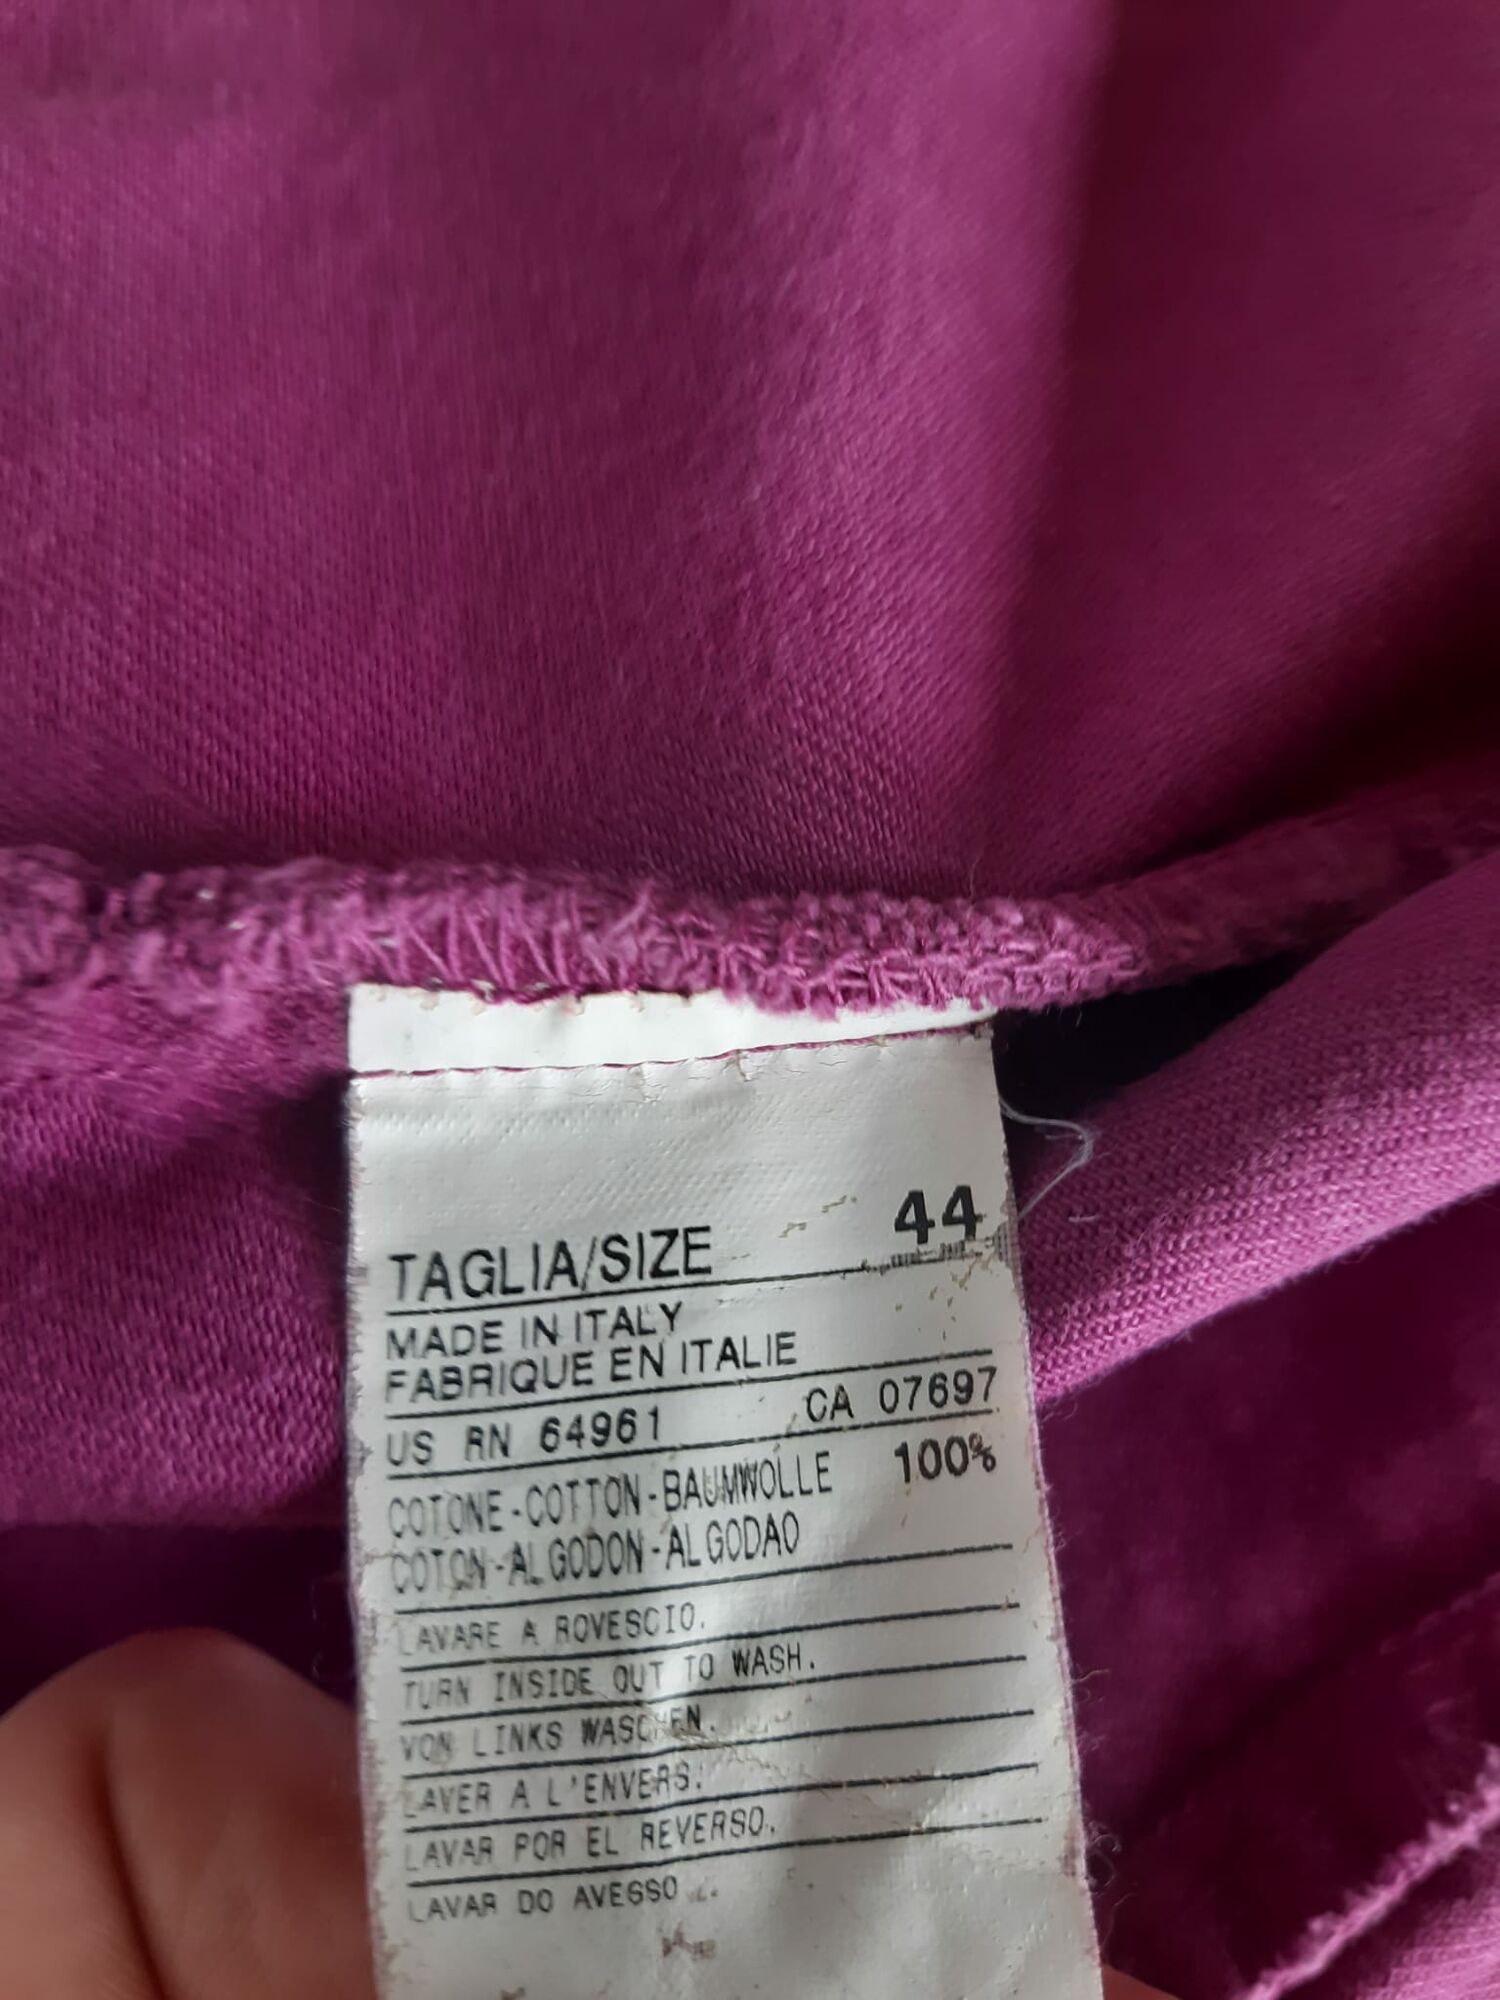 TAGLIA/SIZE 44
MADE IN ITALY
FABRIQUE EN ITALIE
US RN 64961 CA 07697
COTONE-COTTON-BAUMWOLLE 100%
COTON-ALGODON-ALGODAO
LAVARE A ROVESCIO.
TURN INSIDE OUT TO WASH.
VON LINKS WASCHEN.
LAVER A L'ENVERS.
LAVAR POR EL REVERSO.
LAVAR DO AVESSO